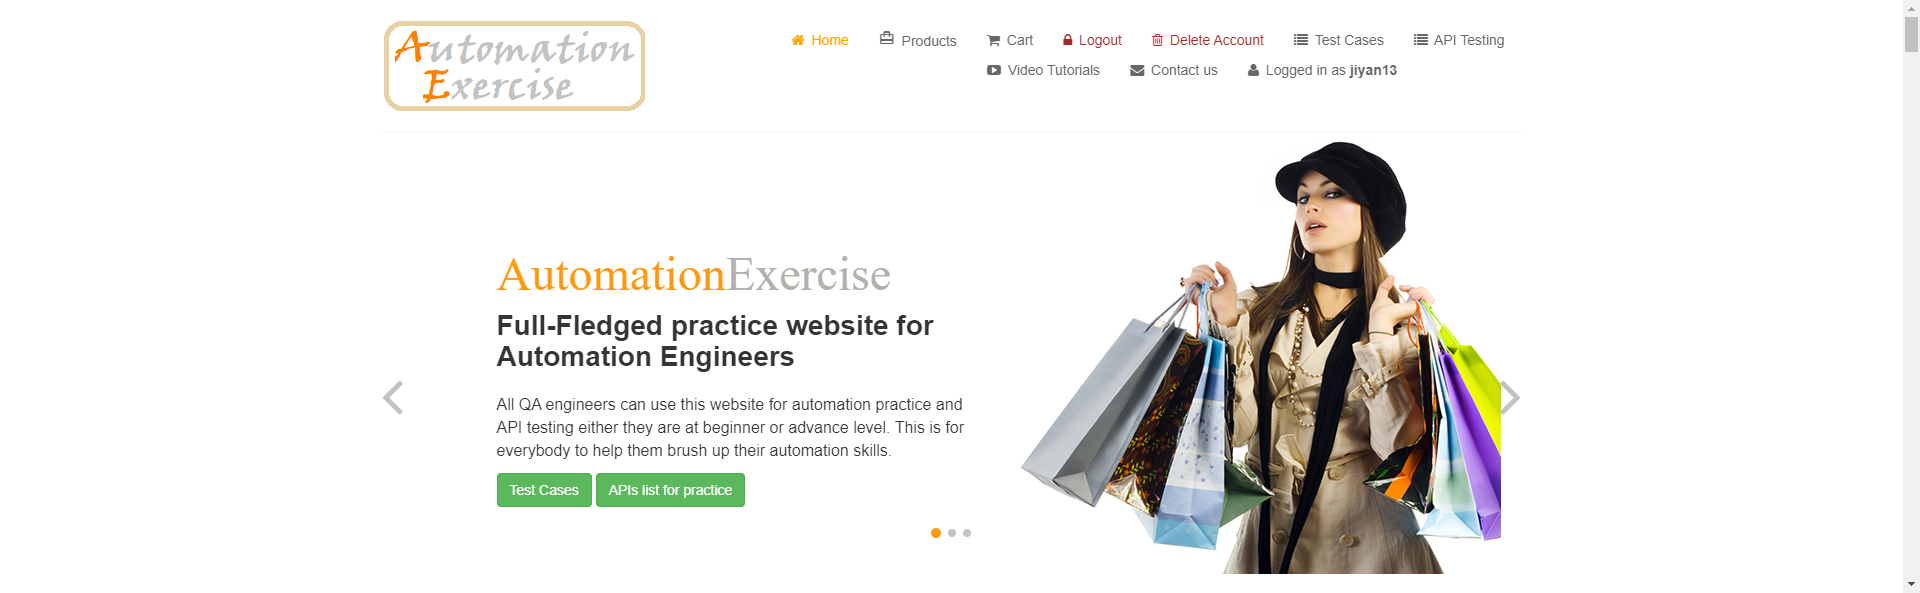 Automation
Exercise
Home Products Cart Logout Delete Account Test Cases API Testing
Video Tutorials Contact us Logged in as jiyan13
AutomationExercise
Full-Fledged practice website for
Automation Engineers
All QA engineers can use this website for automation practice and
API testing either they are at beginner or advance level. This is for
everybody to help them brush up their automation skills.
Test Cases APIs list for practice